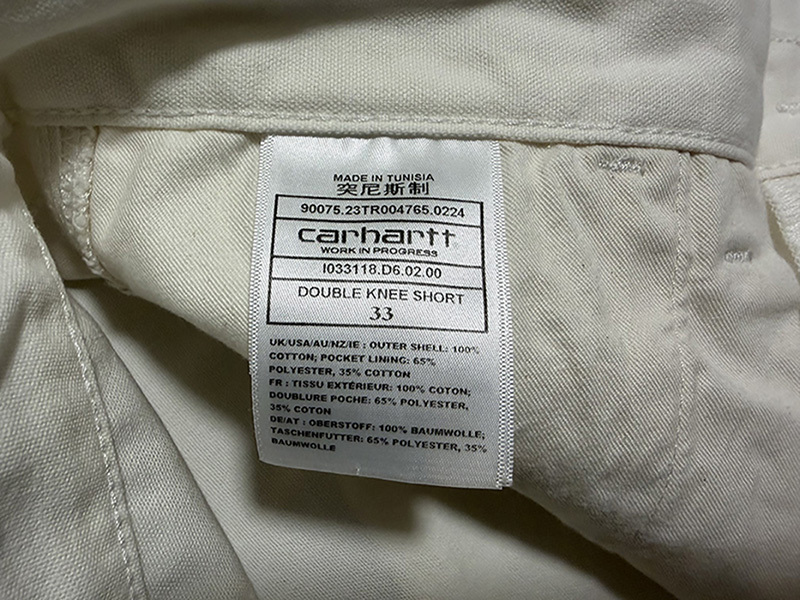 MADE IN TUNISIA
突尼斯制
90075.23TR004765.0224
carhartt
WORK IN PROGRESS
I033118.D6.02.00
DOUBLE KNEE SHORT
33
UK/USA/AU/NZ/IE : OUTER SHELL: 100%
COTTON; POCKET LINING: 65%
POLYESTER, 35% COTTON
FR : TISSU EXTÉRIEUR: 100% COTON;
DOUBLURE POCHE: 65% POLYESTER,
35% COTON
DE/AT : OBERSTOFF: 100% BAUMWOLLE;
TASCHENFUTTER: 65% POLYESTER, 35%
BAUMWOLLE